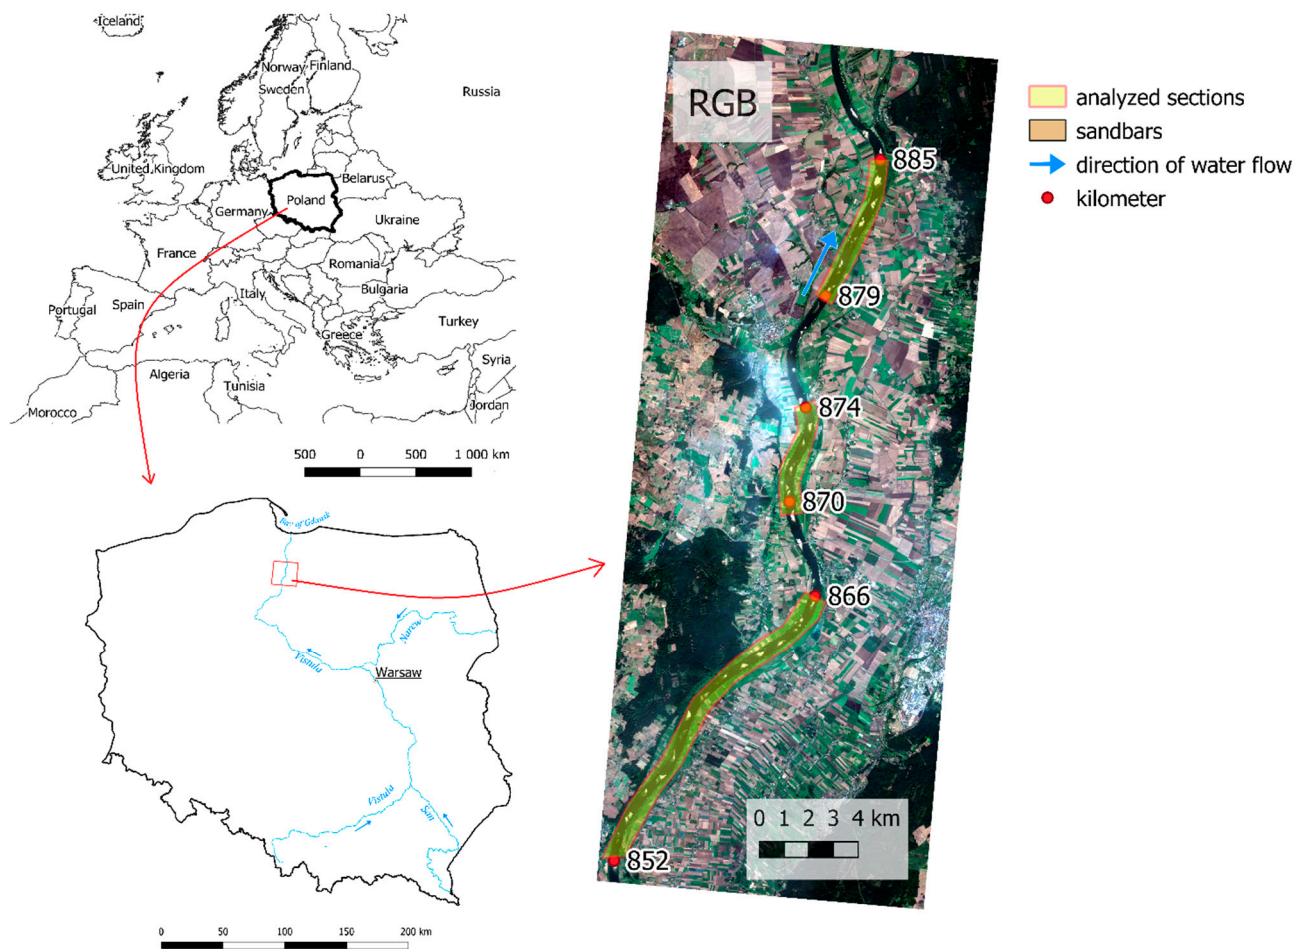 Iceland
Norway
Finland
Sweden
Russia
United Kingdom
Belarus
Poland
Germany
Ukraine
France
Romania
Bulgaria
Italy
Portugal
Spain
Greece
Turkey
Syria
Algeria
Tunisia
Jordan
Morocco
500 0 500 1 000 km
Bay of Gdansk
Narew
Vistula
Warsaw
Vistula
San
0 50 100 150 200 km
RGB
885
879
874
870
866
852
0 1 2 3 4 km
analyzed sections
sandbars
direction of water flow
kilometer